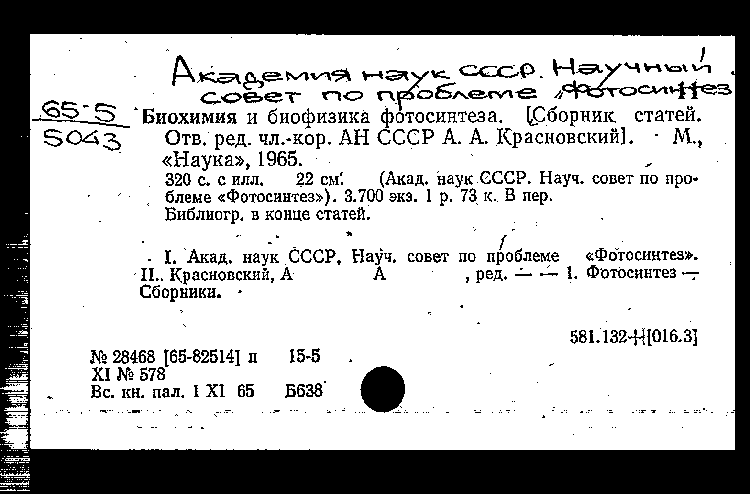 Академия наук СССР. Научный
совет по проблеме „Фотосинтез
65-5
5043
Биохимия и биофизика фотосинтеза. [Сборник статей.
Отв. ред. чл.-кор. АН СССР А. А. Красновский]. М.,
«Наука», 1965.
320 с. с илл. 22 см. (Акад. наук СССР. Науч. совет по про-
блеме «Фотосинтез»). 3.700 экз. 1 р. 73 к. В пер.
Библиогр. в конце статей.
I. Акад. наук СССР. Науч. совет по проблеме «Фотосинтез».
II. Красновский, А А , ред. — — 1. Фотосинтез —
Сборники.
581.132+[016.3]
№ 28468 [65-82514] п 15-5
XI № 578
Вс. кн. пал. 1 XI 65 Б638